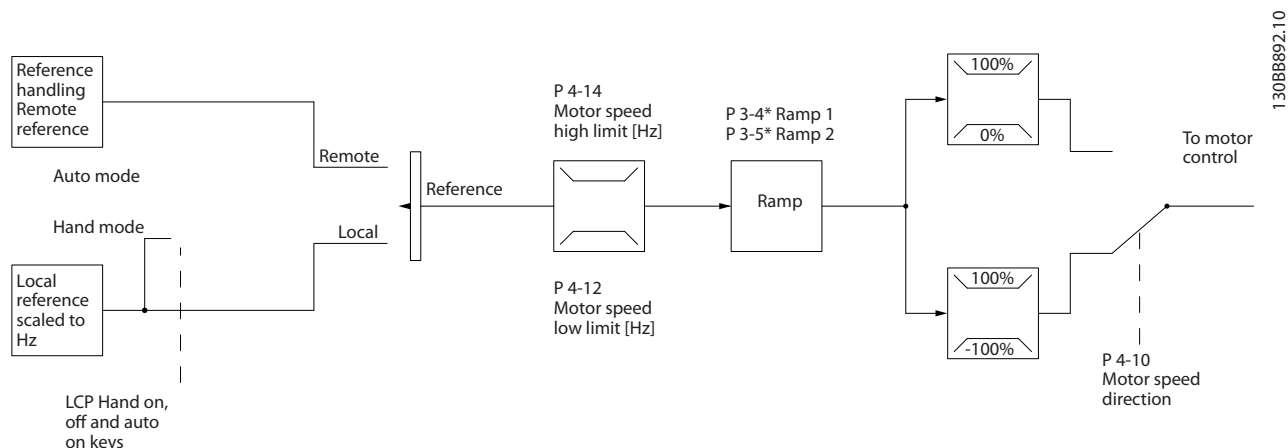 Reference
handling
Remote
reference
Auto mode
Hand mode
Local
reference
scaled to
Hz
LCP Hand on,
off and auto
on keys
Remote
Local
Reference
P 4-14
Motor speed
high limit [Hz]
P 4-12
Motor speed
low limit [Hz]
P 3-4* Ramp 1
P 3-5* Ramp 2
Ramp
100%
0%
100%
-100%
To motor
control
P 4-10
Motor speed
direction
130BB892.10